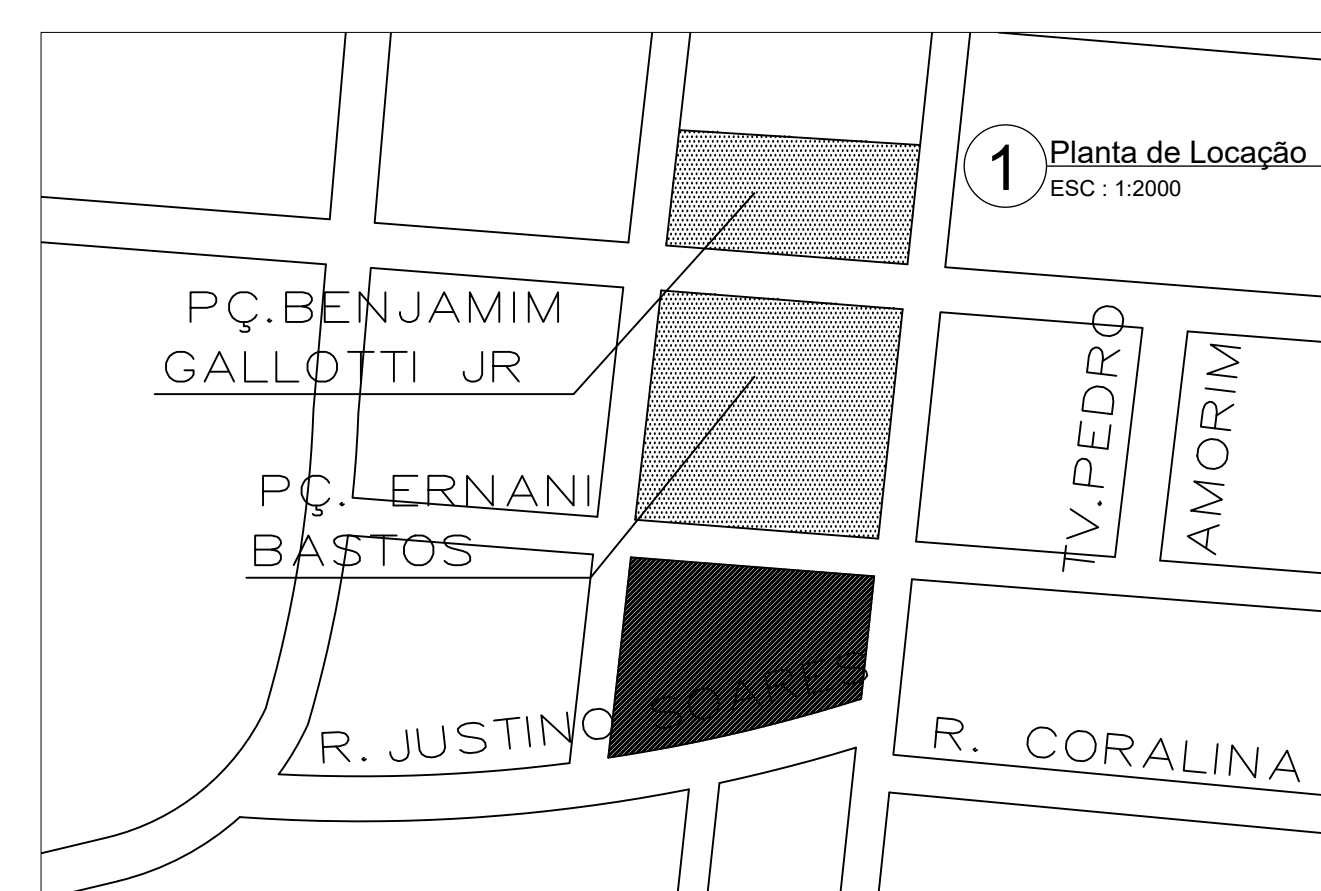 1
Planta de Locação
ESC : 1:2000
PÇ.BENJAMIM
GALLOTTI JR
TV.PEDRO
AMORIM
PÇ. ERNANI
BASTOS
R. JUSTINO SOARES
R. CORALINA